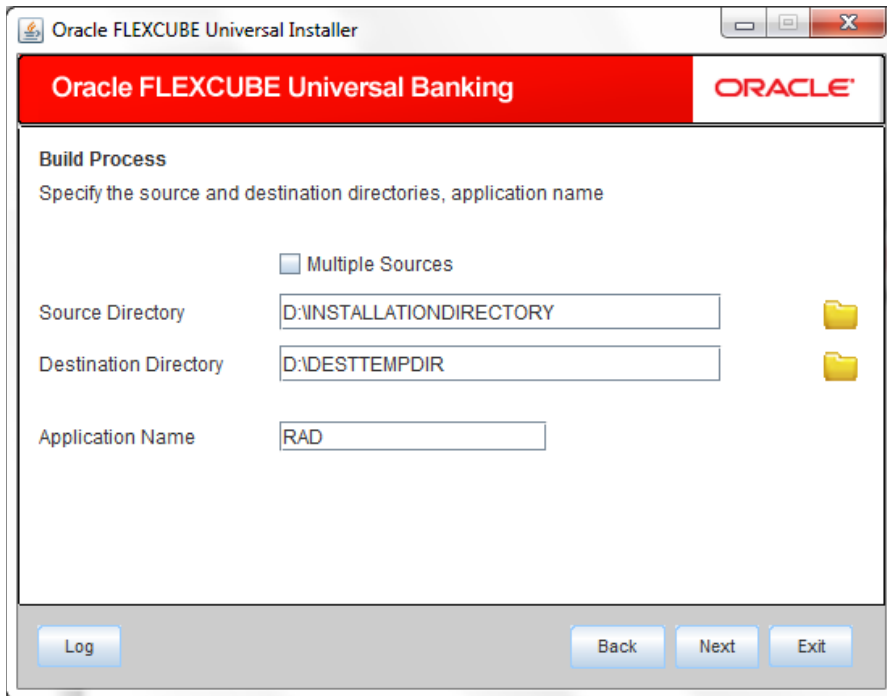 Oracle FLEXCUBE Universal Installer
Oracle FLEXCUBE Universal Banking
ORACLE
Build Process
Specify the source and destination directories, application name
Multiple Sources
Source Directory D:\INSTALLATIONDIRECTORY
Destination Directory D:\DESTTEMPDIR
Application Name RAD
Log Back Next Exit